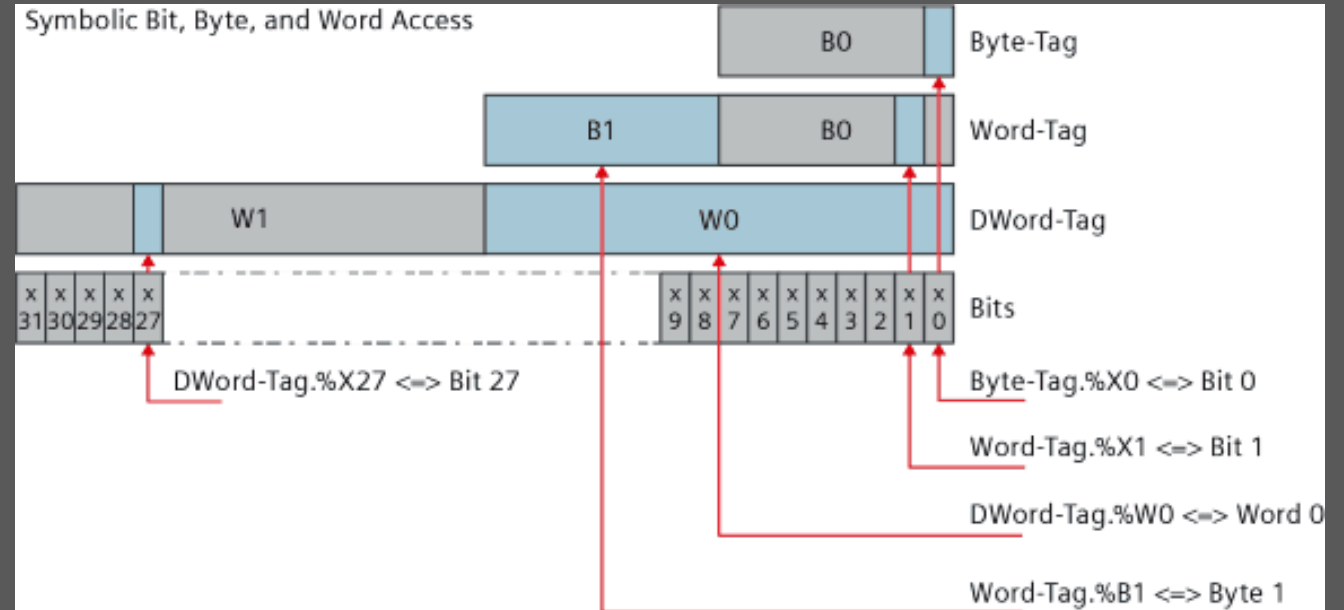 Symbolic Bit, Byte, and Word Access
B0 Byte-Tag
B1 B0 Word-Tag
W1 W0 DWord-Tag
x x x x x x x x x x x x x x x
31 30 29 28 27 9 8 7 6 5 4 3 2 1 0
Bits
DWord-Tag.%X27 <=> Bit 27
Byte-Tag.%X0 <=> Bit 0
Word-Tag.%X1 <=> Bit 1
DWord-Tag.%W0 <=> Word 0
Word-Tag.%B1 <=> Byte 1